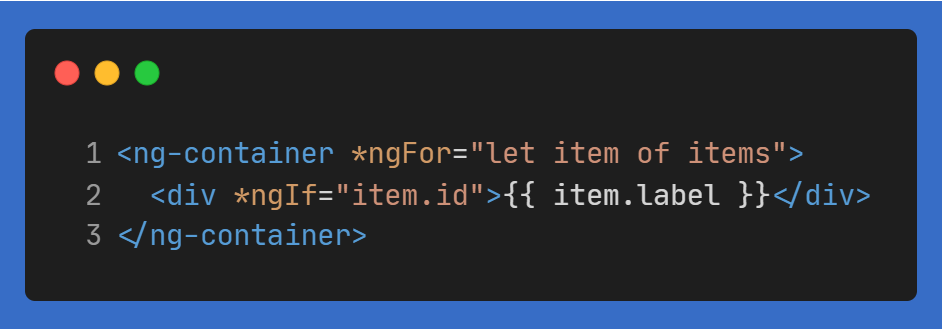 1 <ng-container *ngFor="let item of items">
2   <div *ngIf="item.id">{{ item.label }}</div>
3 </ng-container>